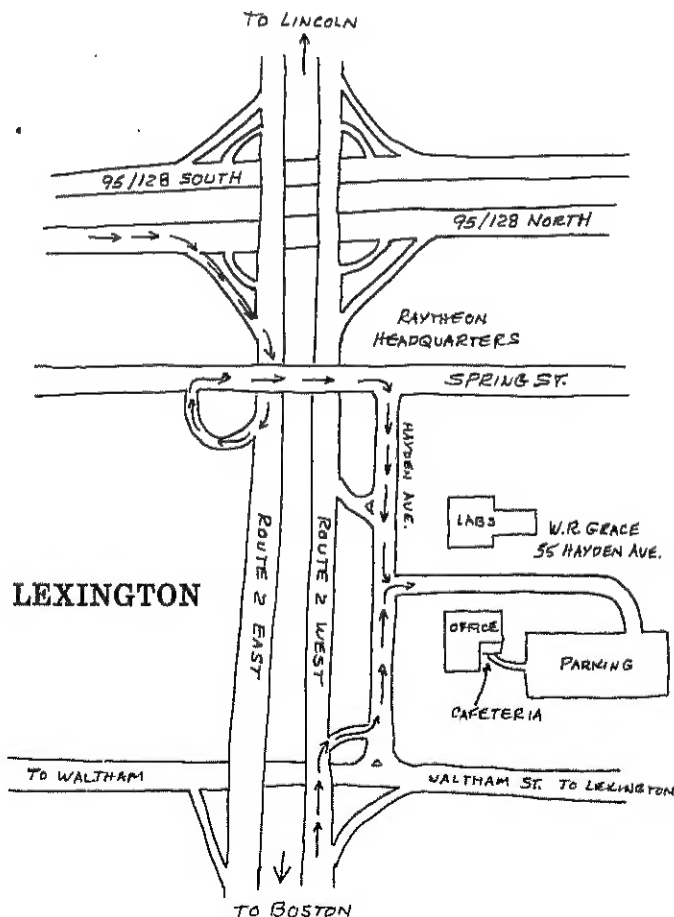 TO LINCOLN
95/128 SOUTH
95/128 NORTH
RAYTHEON
HEADQUARTERS
SPRING ST.
HAYDEN AVE.
LABS
W.R. GRACE
55 HAYDEN AVE.
LEXINGTON
ROUTE 2 EAST
ROUTE 2 WEST
OFFICE
PARKING
CAFETERIA
TO WALTHAM
WALTHAM ST. TO LEXINGTON
TO BOSTON